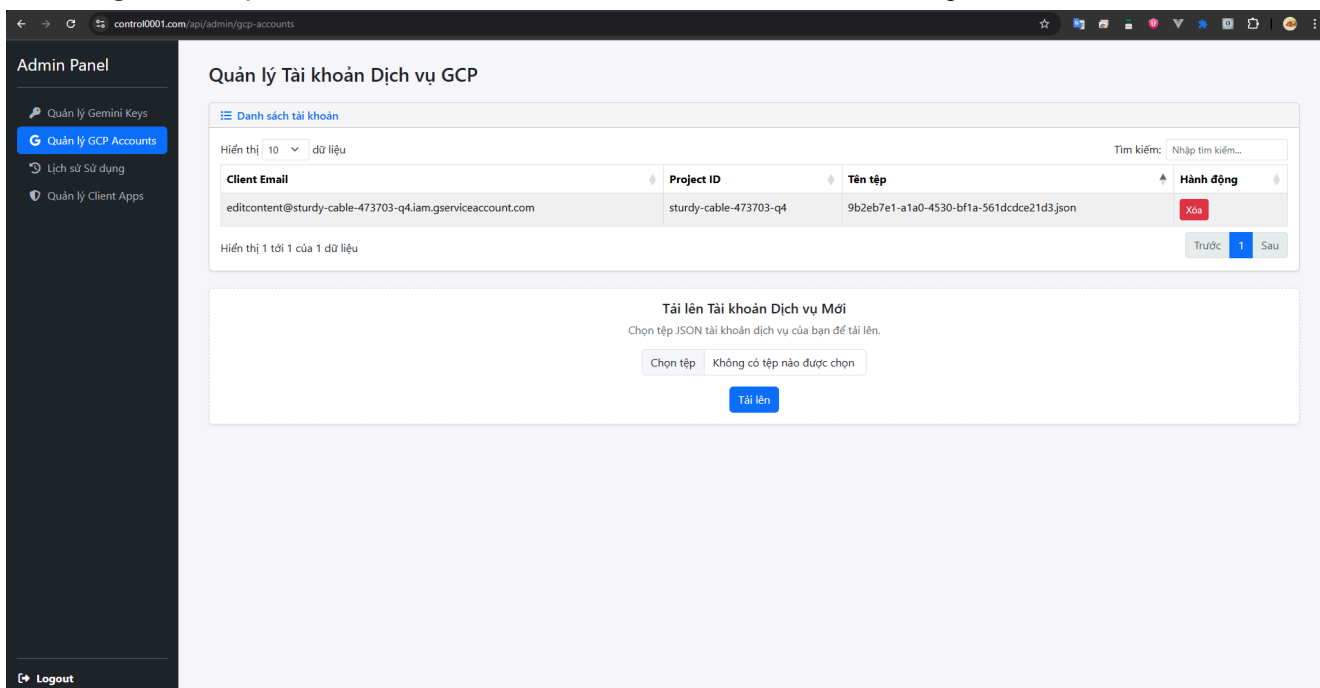 control0001.com/api/admin/gcp-accounts
Admin Panel
Quản lý Gemini Keys
Quản lý GCP Accounts
Lịch sử Sử dụng
Quản lý Client Apps
Logout
Quản lý Tài khoản Dịch vụ GCP
Danh sách tài khoản
Hiển thị 10 dữ liệu
Tìm kiếm: Nhập tìm kiếm...
Client Email Project ID Tên tệp Hành động
editcontent@sturdy-cable-473703-q4.iam.gserviceaccount.com sturdy-cable-473703-q4 9b2eb7e1-a1a0-4530-bf1a-561dcdce21d3.json Xóa
Hiển thị 1 tới 1 của 1 dữ liệu
Trước 1 Sau
Tải lên Tài khoản Dịch vụ Mới
Chọn tệp JSON tài khoản dịch vụ của bạn để tải lên.
Chọn tệp Không có tệp nào được chọn
Tải lên